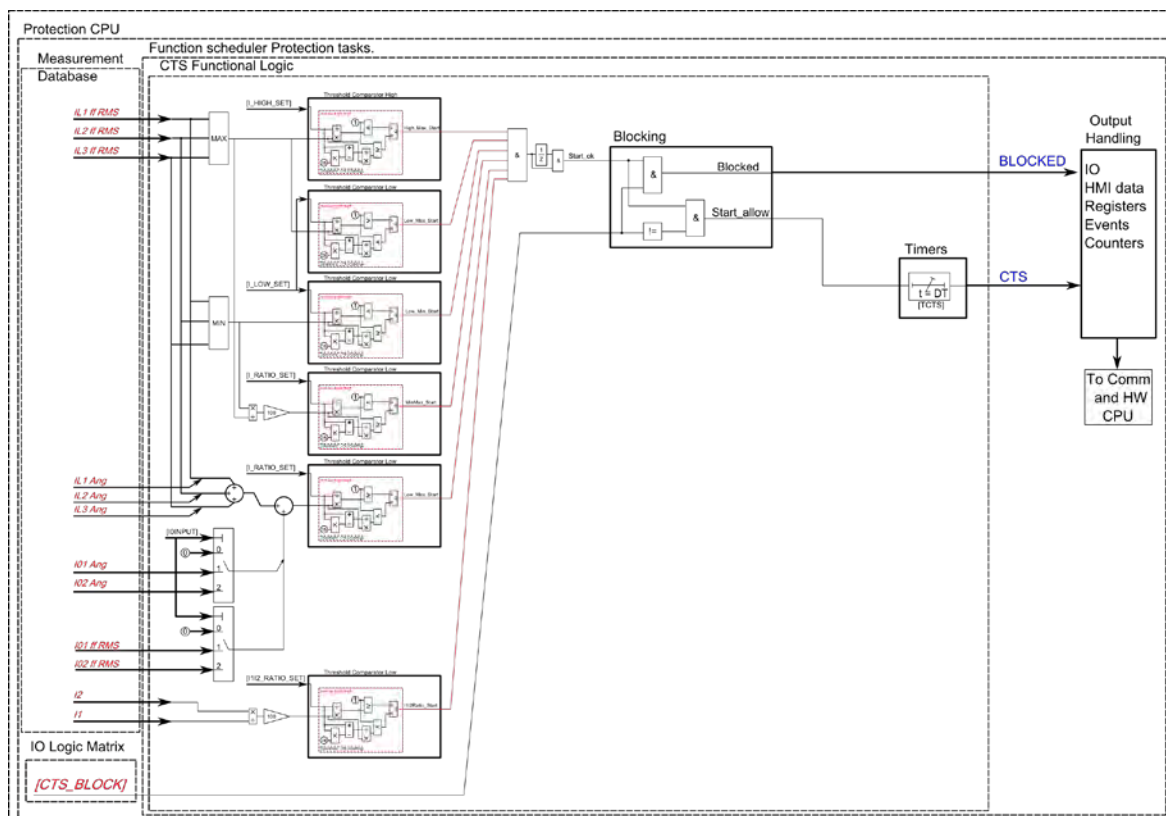 Protection CPU
Function scheduler Protection tasks.
Measurement
Database
CTS Functional Logic
IL1 ff RMS
IL2 ff RMS
IL3 ff RMS
MAX
[I_HIGH_SET]
Threshold Comparator High
High_Max_Start
Threshold Comparator Low
Low_Max_Start
MIN
[I_LOW_SET]
Threshold Comparator Low
Low_Min_Start
[I_RATIO_SET]
Threshold Comparator Low
MinMax_Start
100
[I_RATIO_SET]
Threshold Comparator Low
Low_Max_Start
IL1 Ang
IL2 Ang
IL3 Ang
[I0INPUT]
0
0
I01 Ang
1
I02 Ang
2
0
0
I01 ff RMS
1
I02 ff RMS
2
[I1I2_RATIO_SET]
Threshold Comparator Low
I2
I1
100
&
1
2
Start_ok
Blocking
&
Blocked
&
Start_allow
!=
BLOCKED
Timers
t = DT
[TCTS]
CTS
Output
Handling
IO
HMI data
Registers
Events
Counters
To Comm
and HW
CPU
IO Logic Matrix
[CTS_BLOCK]